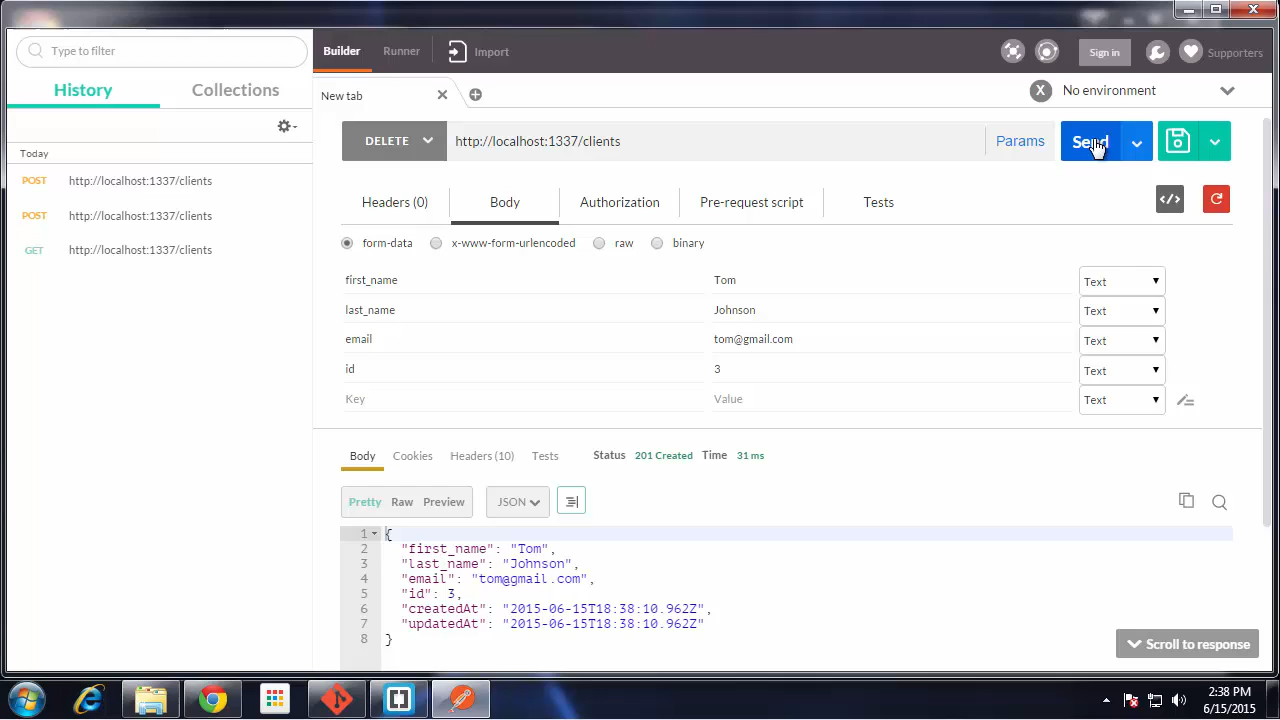 Type to filter
History
Collections
Today
POST http://localhost:1337/clients
POST http://localhost:1337/clients
GET http://localhost:1337/clients
Builder Runner Import Sign in Supporters
New tab
X No environment
DELETE http://localhost:1337/clients Params Send
Headers (0) Body Authorization Pre-request script Tests </>
form-data x-www-form-urlencoded raw binary
first_name Tom Text
last_name Johnson Text
email tom@gmail.com Text
id 3 Text
Key Value Text
Body Cookies Headers (10) Tests Status 201 Created Time 31 ms
Pretty Raw Preview JSON
1 {
2 "first_name": "Tom",
3 "last_name": "Johnson",
4 "email": "tom@gmail.com",
5 "id": 3,
6 "createdAt": "2015-06-15T18:38:10.962Z",
7 "updatedAt": "2015-06-15T18:38:10.962Z"
8 }
Scroll to response
2:38 PM
6/15/2015